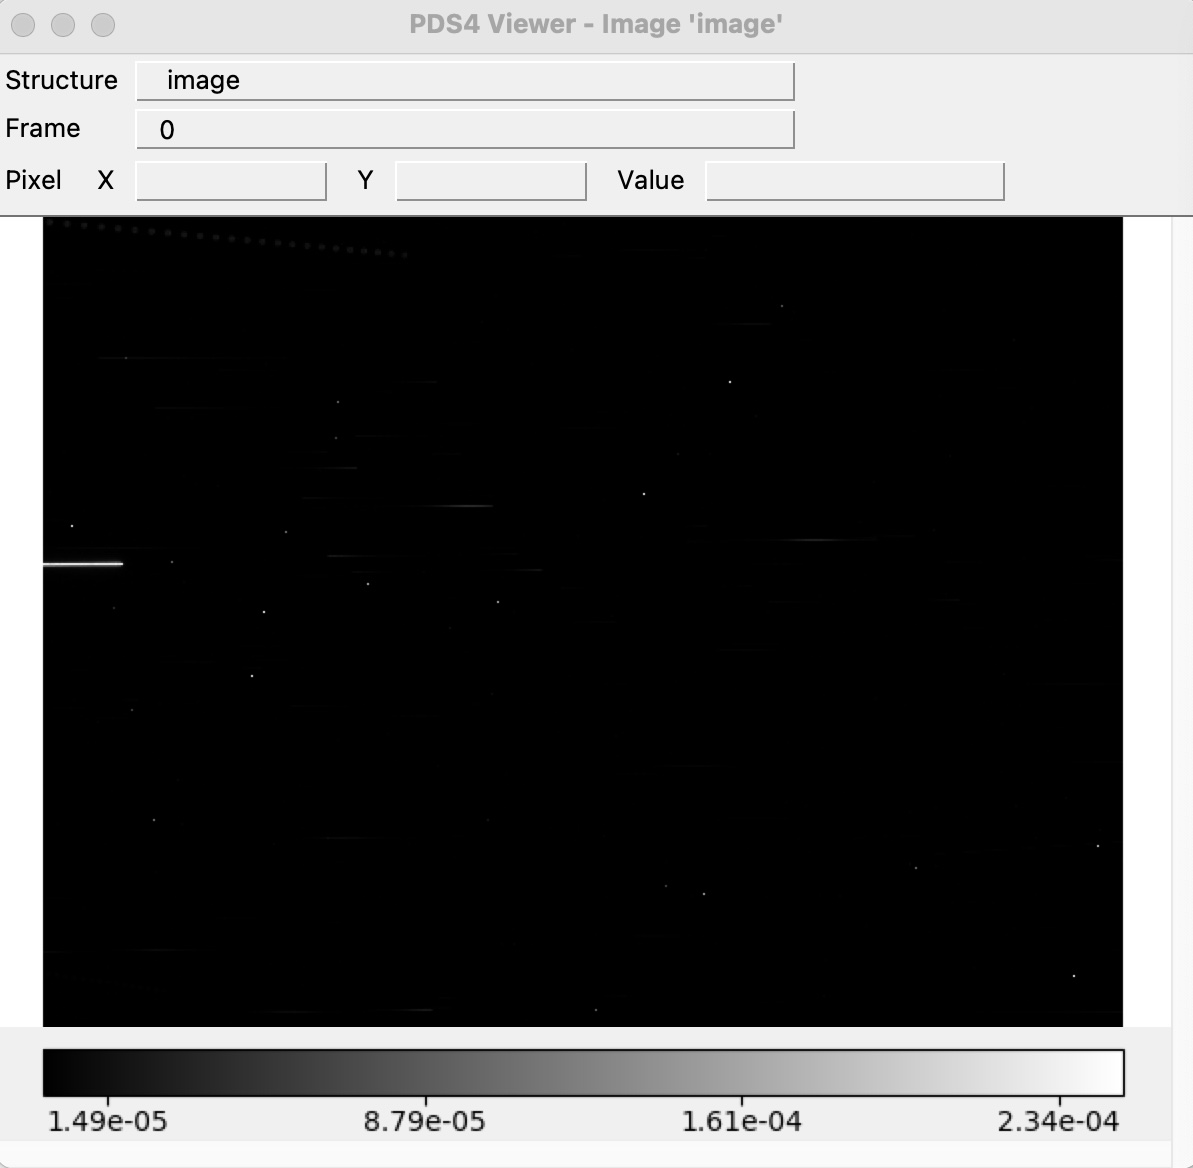 PDS4 Viewer - Image 'image'
Structure image
Frame 0
Pixel X Y Value
1.49e-05 8.79e-05 1.61e-04 2.34e-04